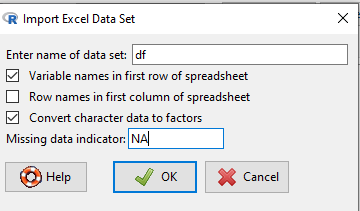 Import Excel Data Set
Enter name of data set: df
Variable names in first row of spreadsheet
Row names in first column of spreadsheet
Convert character data to factors
Missing data indicator: NA
Help OK Cancel